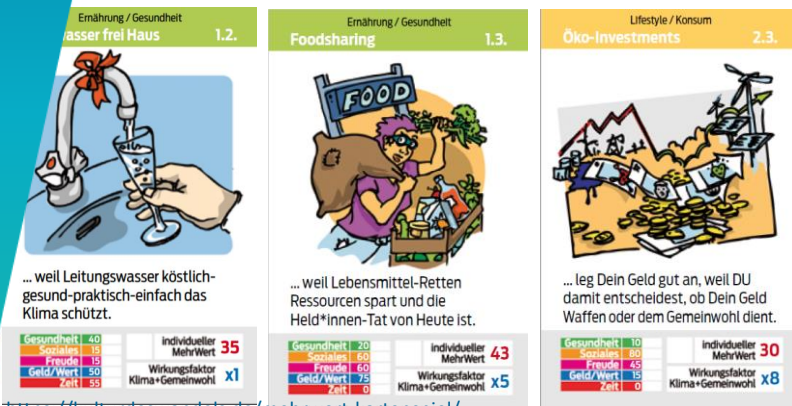 Ernährung / Gesundheit
frei Haus 1.2.
... weil Leitungswasser köstlich-
gesund-praktisch-einfach das
Klima schützt.
Gesundheit 40
Soziales 15
Freude 15
Geld/Wert 50
Zeit 55
individueller
MehrWert 35
Wirkungsfaktor
Klima+Gemeinwohl x1
Ernährung / Gesundheit
Foodsharing 1.3.
FOOD
... weil Lebensmittel-Retten
Ressourcen spart und die
Held*innen-Tat von Heute ist.
Gesundheit 20
Soziales 60
Freude 60
Geld/Wert 75
Zeit 0
individueller
MehrWert 43
Wirkungsfaktor
Klima+Gemeinwohl x5
Lifestyle / Konsum
Öko-Investments 2.3.
... leg Dein Geld gut an, weil DU
damit entscheidest, ob Dein Geld
Waffen oder dem Gemeinwohl dient.
Gesundheit 10
Soziales 80
Freude 45
Geld/Wert 15
Zeit 0
individueller
MehrWert 30
Wirkungsfaktor
Klima+Gemeinwohl x8